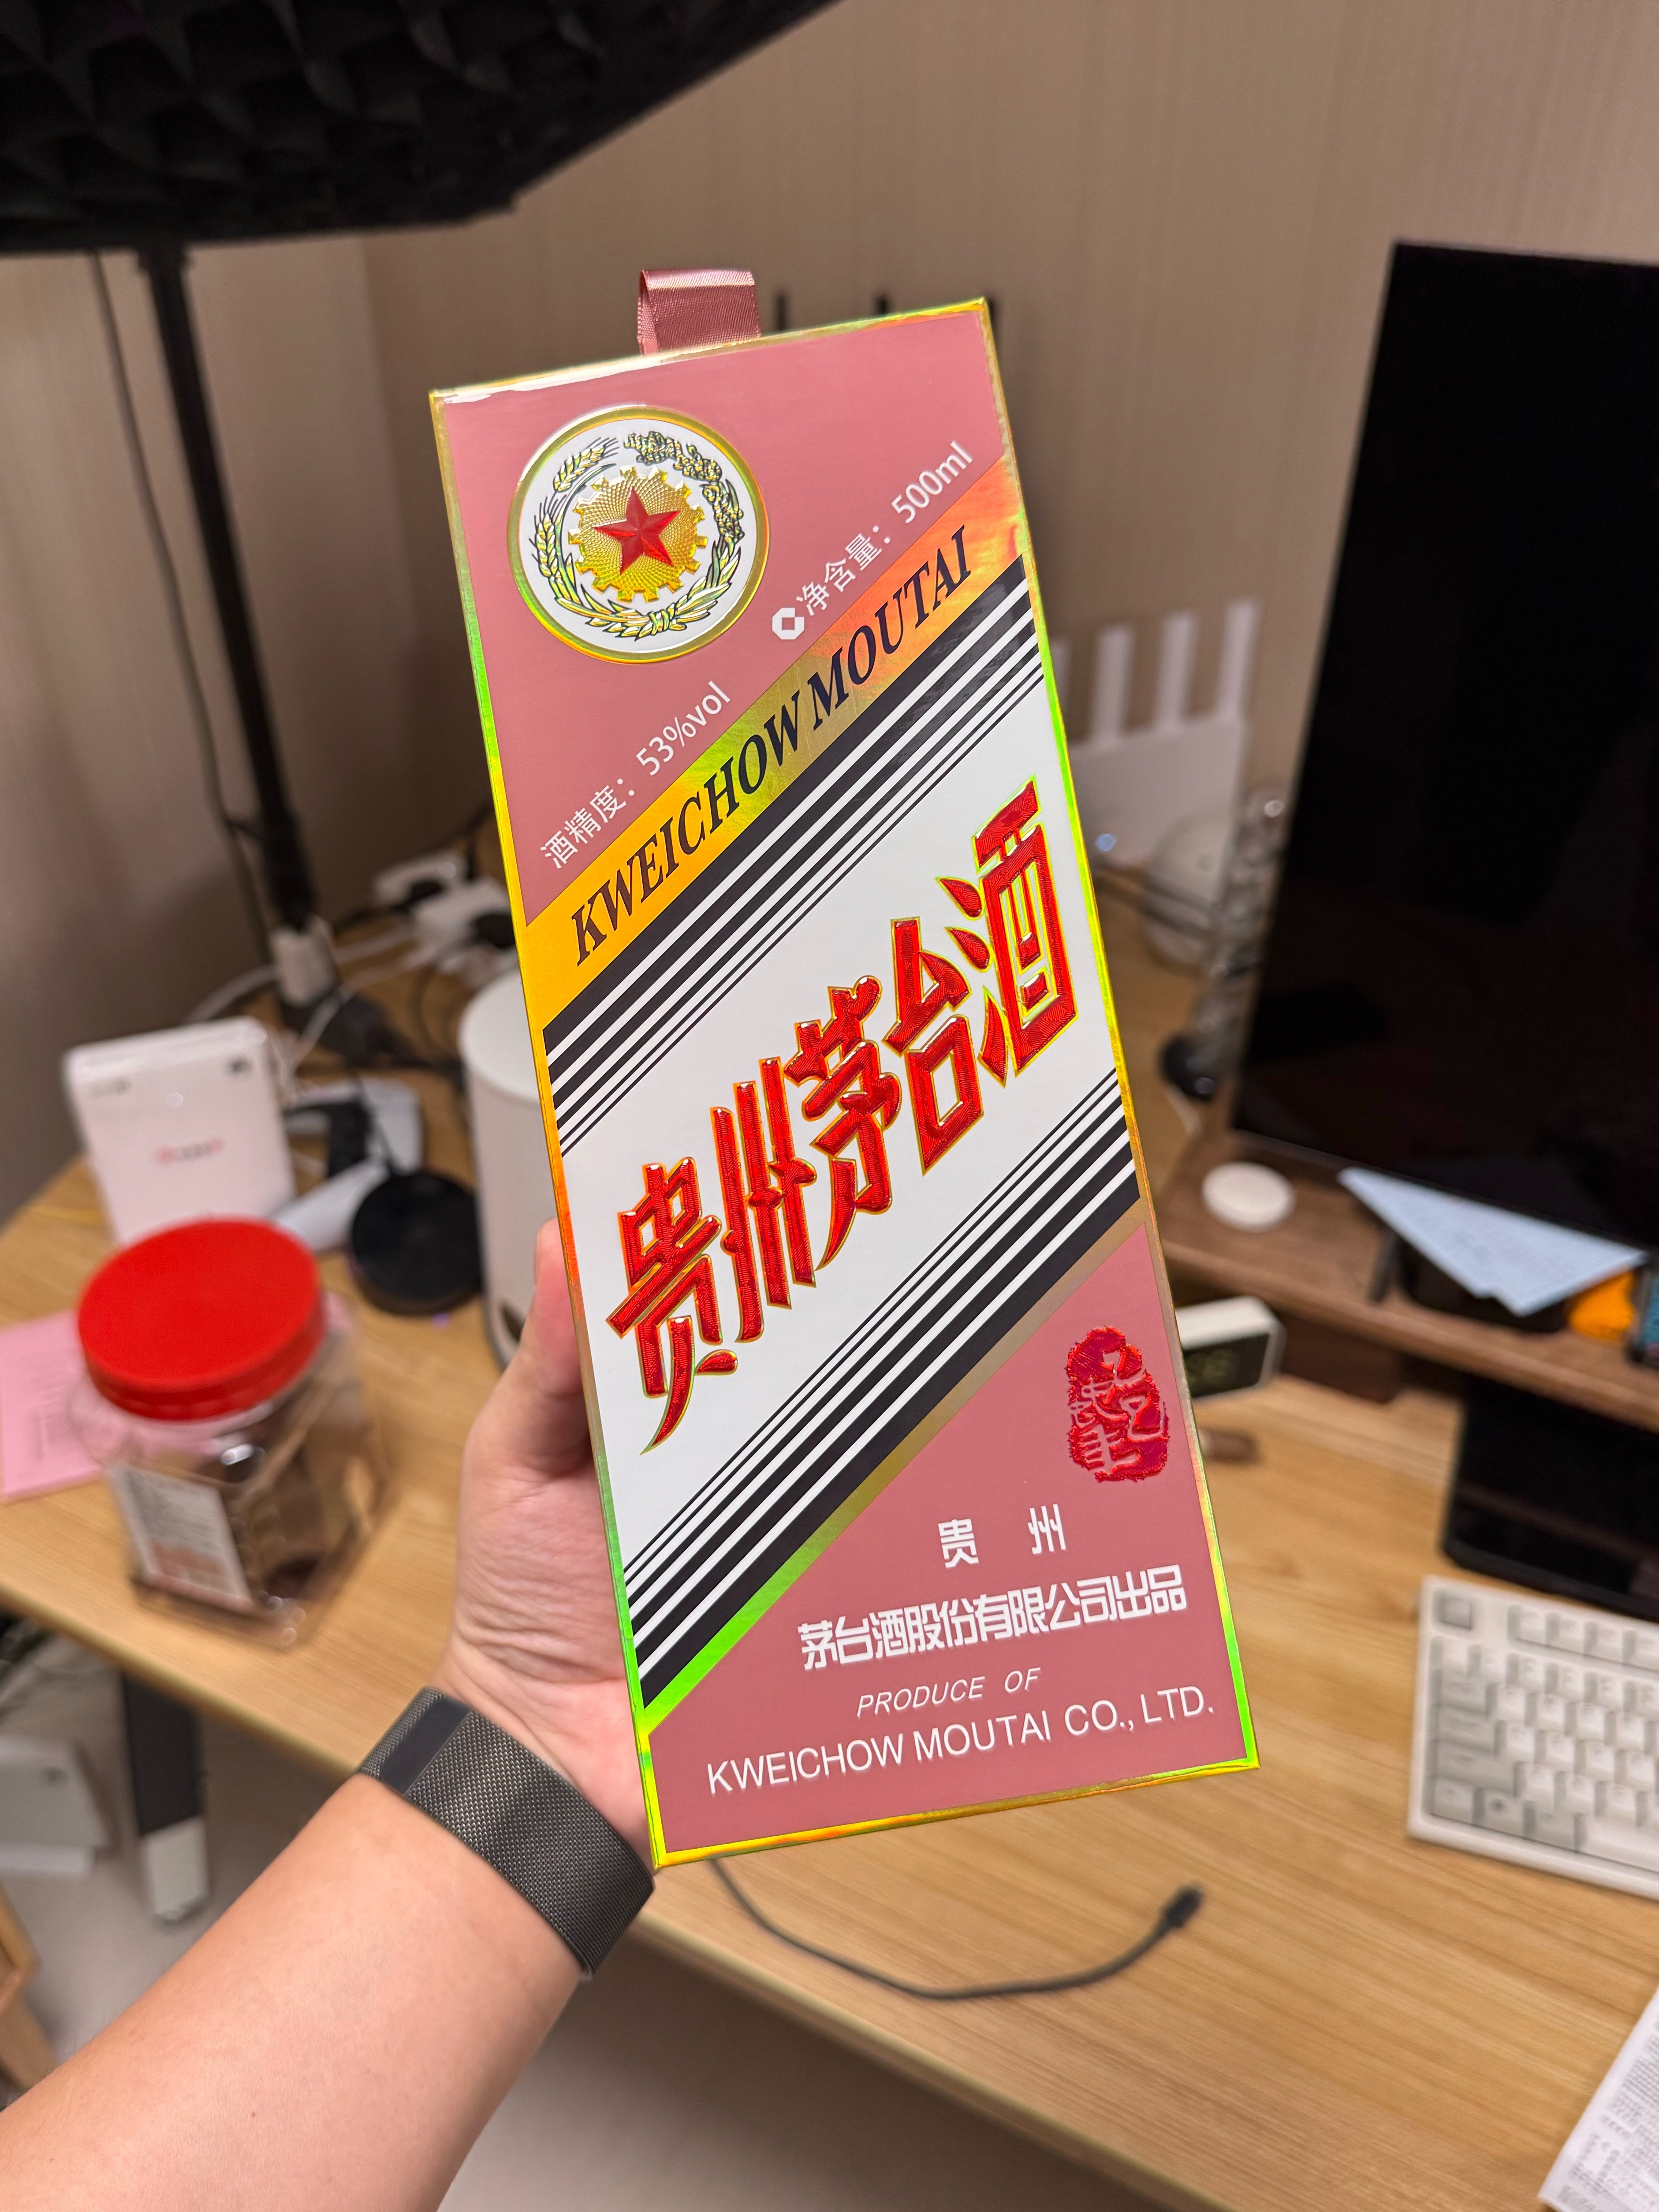 净含量：500ml
酒精度：53%vol
KWEICHOW MOUTAI
贵州茅台酒
贵州
茅台酒股份有限公司出品
PRODUCE OF
KWEICHOW MOUTAI CO., LTD.